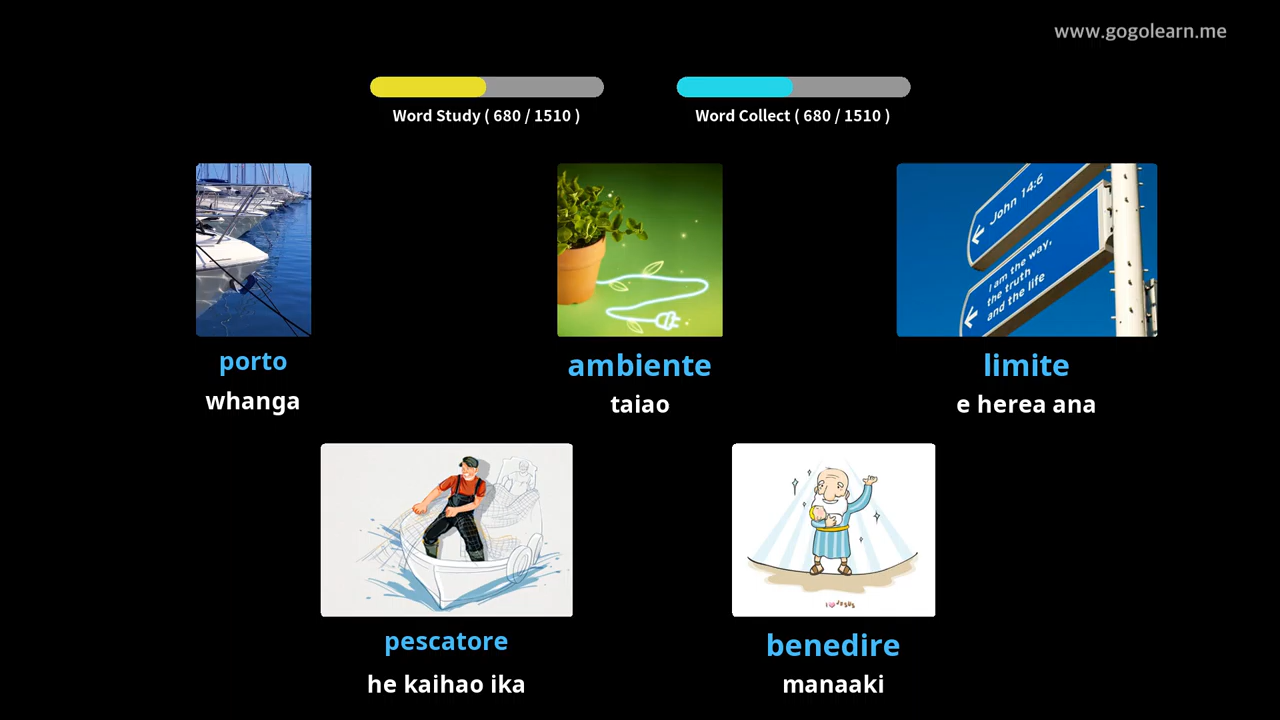 www.gogolearn.me
Word Study ( 680 / 1510 )
Word Collect ( 680 / 1510 )
John 14:6
I am the way,
the truth
and the life
porto
whanga
ambiente
taiao
limite
e herea ana
pescatore
he kaihao ika
benedire
manaaki